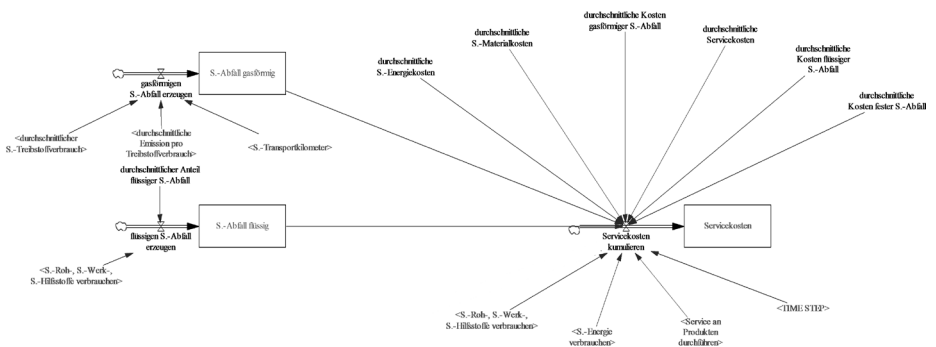 durchschnittliche Kosten
gasförmiger S.-Abfall
durchschnittliche
S.-Materialkosten
durchschnittliche
Servicekosten
durchschnittliche
S.-Energiekosten
durchschnittliche
Kosten flüssiger
S.-Abfall
durchschnittliche
Kosten fester S.-Abfall
S.-Abfall gasförmig
gasförmigen
S.-Abfall erzeugen
<durchschnittlicher
S.-Treibstoffverbrauch>
<durchschnittliche
Emission pro
Treibstoffverbrauch>
<S.-Transportkilometer>
durchschnittlicher Anteil
flüssiger S.-Abfall
S.-Abfall flüssig
flüssigen S.-Abfall
erzeugen
<S.-Roh-, S.-Werk-,
S.-Hilfsstoffe verbrauchen>
Servicekosten
kumulieren
Servicekosten
<S.-Roh-, S.-Werk-,
S.-Hilfsstoffe verbrauchen>
<S.-Energie
verbrauchen>
<Service an
Produkten
durchführen>
<TIME STEP>